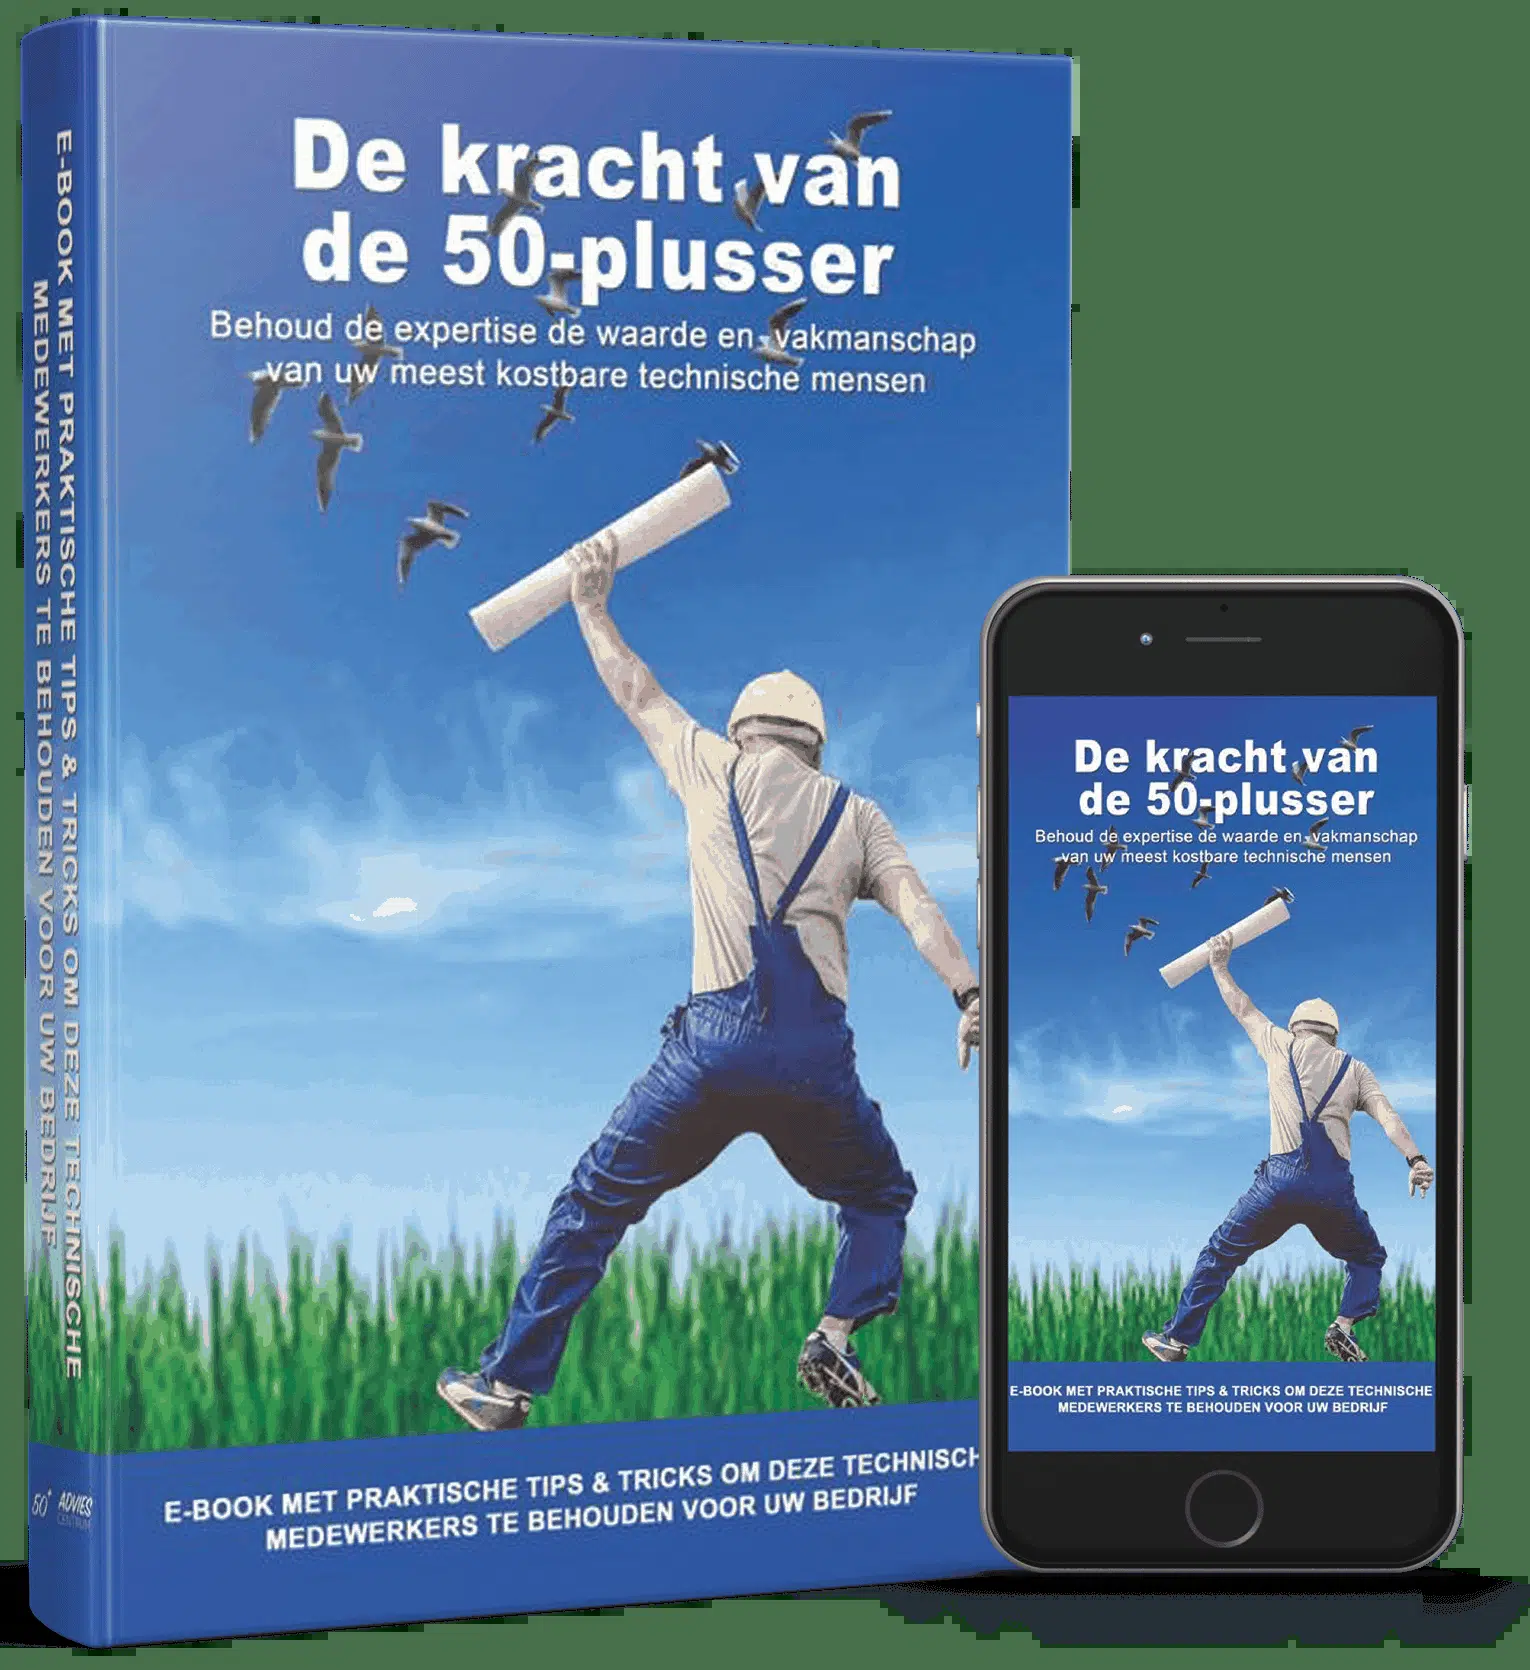 De kracht van
de 50-plusser
Behoud de expertise de waarde en vakmanschap
van uw meest kostbare technische mensen
E-BOOK MET PRAKTISCHE TIPS & TRICKS OM DEZE TECHNISCH
MEDEWERKERS TE BEHOUDEN VOOR UW BEDRIJF
E-BOOK MET PRAKTISCHE TIPS & TRICKS OM DEZE TECHNISCHE
MEDEWERKERS TE BEHOUDEN VOOR UW BEDRIJF
50+ ADVIES
CENTRUM
De kracht van
de 50-plusser
Behoud de expertise de waarde en vakmanschap
van uw meest kostbare technische mensen
E-BOOK MET PRAKTISCHE TIPS & TRICKS OM DEZE TECHNISCHE
MEDEWERKERS TE BEHOUDEN VOOR UW BEDRIJF